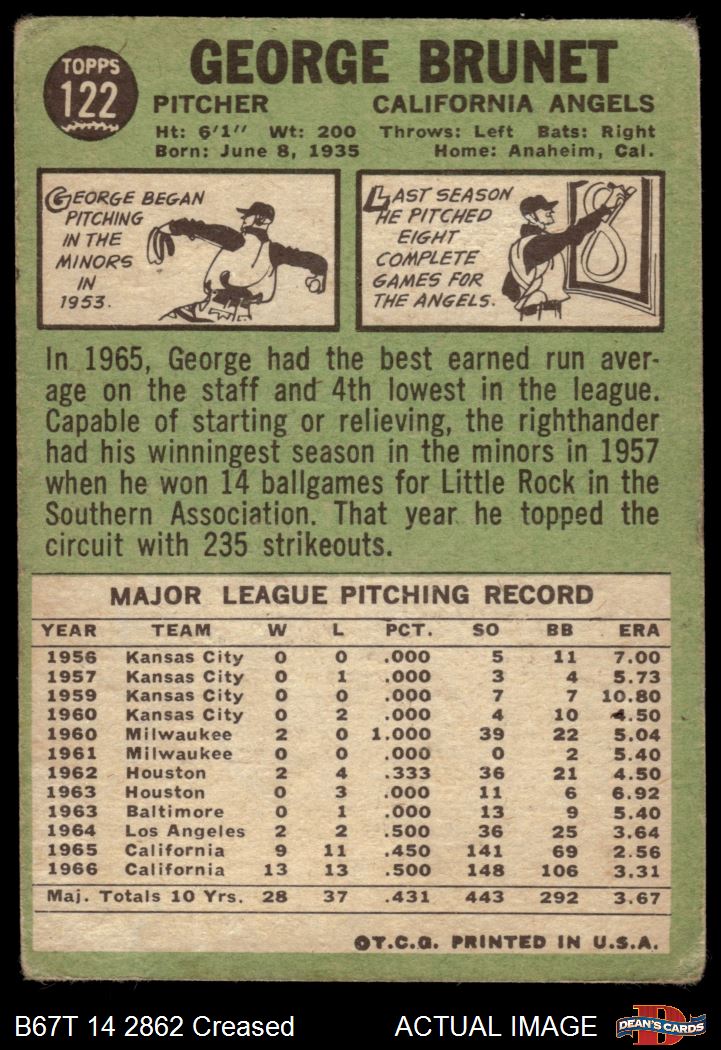 TOPPS
122
GEORGE BRUNET
PITCHER CALIFORNIA ANGELS
Ht: 6'1" Wt: 200 Throws: Left Bats: Right
Born: June 8, 1935 Home: Anaheim, Cal.
GEORGE BEGAN
PITCHING
IN THE
MINORS
IN
1953.
LAST SEASON
HE PITCHED
EIGHT
COMPLETE
GAMES FOR
THE ANGELS.
In 1965, George had the best earned run aver-
age on the staff and 4th lowest in the league.
Capable of starting or relieving, the righthander
had his winningest season in the minors in 1957
when he won 14 ballgames for Little Rock in the
Southern Association. That year he topped the
circuit with 235 strikeouts.
MAJOR LEAGUE PITCHING RECORD
YEAR TEAM W L PCT. SO BB ERA
1956 Kansas City 0 0 .000 5 11 7.00
1957 Kansas City 0 1 .000 3 4 5.73
1959 Kansas City 0 0 .000 7 7 10.80
1960 Kansas City 0 2 .000 4 10 4.50
1960 Milwaukee 2 0 1.000 39 22 5.04
1961 Milwaukee 0 0 .000 0 2 5.40
1962 Houston 2 4 .333 36 21 4.50
1963 Houston 0 3 .000 11 6 6.92
1963 Baltimore 0 1 .000 13 9 5.40
1964 Los Angeles 2 2 .500 36 25 3.64
1965 California 9 11 .450 141 69 2.56
1966 California 13 13 .500 148 106 3.31
Maj. Totals 10 Yrs. 28 37 .431 443 292 3.67
©T.C.G. PRINTED IN U.S.A.
B67T 14 2862 Creased ACTUAL IMAGE
D
DEAN'S CARDS